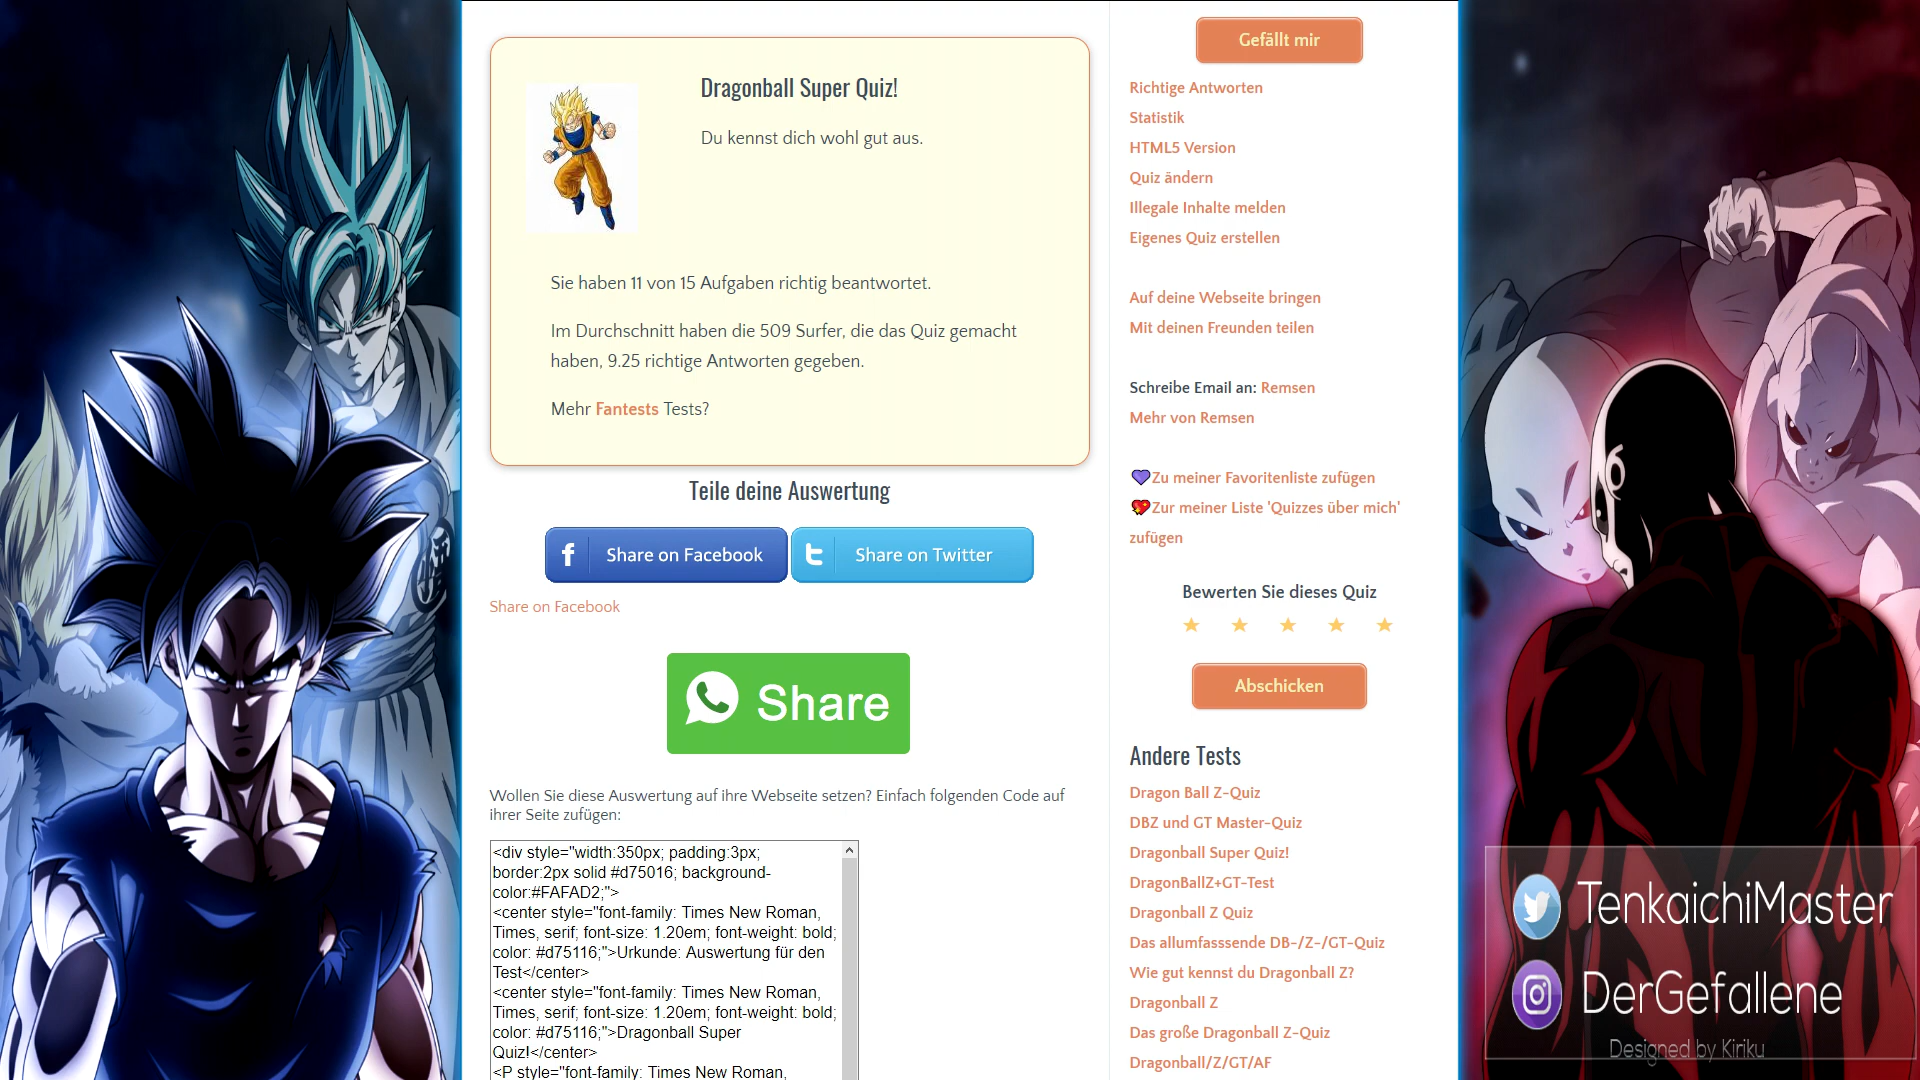 Dragonball Super Quiz!
Du kennst dich wohl gut aus.
Sie haben 11 von 15 Aufgaben richtig beantwortet.
Im Durchschnitt haben die 509 Surfer, die das Quiz gemacht
haben, 9.25 richtige Antworten gegeben.
Mehr Fantests Tests?
Teile deine Auswertung
f Share on Facebook
Share on Twitter
Share on Facebook
Share
Wollen Sie diese Auswertung auf ihre Webseite setzen? Einfach folgenden Code auf
ihrer Seite zufügen:
<div style="width:350px; padding:3px;
border:2px solid #d75016; background-
color:#FAFAD2;">
<center style="font-family: Times New Roman,
Times, serif; font-size: 1.20em; font-weight: bold;
color: #d75116;">Urkunde: Auswertung für den
Test</center>
<center style="font-family: Times New Roman,
Times, serif; font-size: 1.20em; font-weight: bold;
color: #d75116;">Dragonball Super
Quiz!</center>
<P style="font-family: Times New Roman,
Gefällt mir
Richtige Antworten
Statistik
HTML5 Version
Quiz ändern
Illegale Inhalte melden
Eigenes Quiz erstellen
Auf deine Webseite bringen
Mit deinen Freunden teilen
Schreibe Email an: Remsen
Mehr von Remsen
Zu meiner Favoritenliste zufügen
Zur meiner Liste 'Quizzes über mich'
zufügen
Bewerten Sie dieses Quiz
Abschicken
Andere Tests
Dragon Ball Z-Quiz
DBZ und GT Master-Quiz
Dragonball Super Quiz!
DragonBallZ+GT-Test
Dragonball Z Quiz
Das allumfasssende DB-/Z-/GT-Quiz
Wie gut kennst du Dragonball Z?
Dragonball Z
Das große Dragonball Z-Quiz
Dragonball/Z/GT/AF
TenkaichiMaster
DerGefallene
Designed by Kiriku